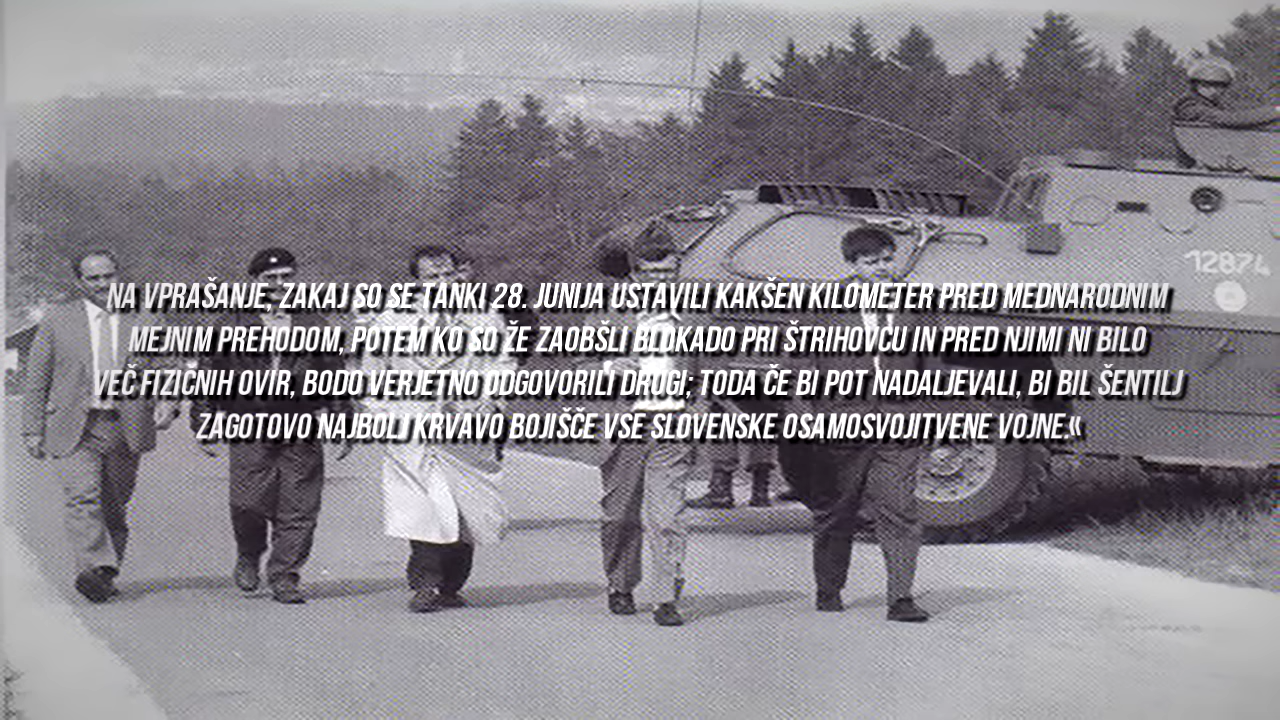 12874
NA VPRAŠANJE, ZAKAJ SO SE TANKI 28. JUNIJA USTAVILI KAKŠEN KILOMETER PRED MEDNARODNIM
MEJNIM PREHODOM, POTEM KO SO ŽE ZAOBŠLI BLOKADO PRI ŠTRIHOVCU IN PRED NJIMI NI BILO
VEČ FIZIČNIH OVIR, BODO VERJETNO ODGOVORILI DRUGI; TODA ČE BI POT NADALJEVALI, BI BIL ŠENTILJ
ZAGOTOVO NAJBOLJ KRVAVO BOJIŠČE VSE SLOVENSKE OSAMOSVOJITVENE VOJNE.«